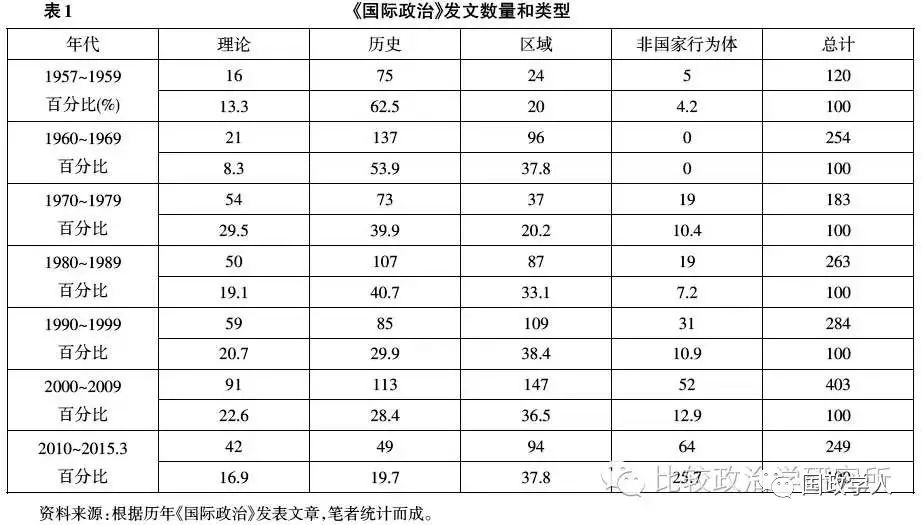 表1 《国际政治》发文数量和类型
年代 理论 历史 区域 非国家行为体 总计
1957~1959 16 75 24 5 120
百分比(%) 13.3 62.5 20 4.2 100
1960~1969 21 137 96 0 254
百分比 8.3 53.9 37.8 0 100
1970~1979 54 73 37 19 183
百分比 29.5 39.9 20.2 10.4 100
1980~1989 50 107 87 19 263
百分比 19.1 40.7 33.1 7.2 100
1990~1999 59 85 109 31 284
百分比 20.7 29.9 38.4 10.9 100
2000~2009 91 113 147 52 403
百分比 22.6 28.4 36.5 12.9 100
2010~2015.3 42 49 94 64 249
百分比 16.9 19.7 37.8 25.7 100
比较政治学研究所
国政学人
资料来源:根据历年《国际政治》发表文章,笔者统计而成。